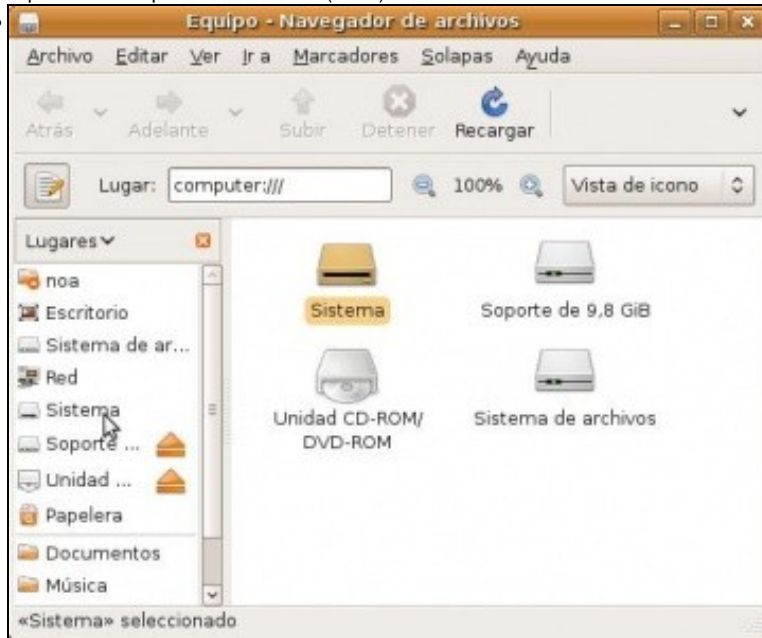 Equipo - Navegador de archivos
Archivo Editar Ver Ir a Marcadores Solapas Ayuda
Atrás Adelante Subir Detener Recargar
Lugar: computer:/// 100% Vista de icono
Lugares
noa
Escritorio
Sistema de ar...
Red
Sistema
Soporte ...
Unidad ...
Papelera
Documentos
Música
Sistema
Soporte de 9,8 GiB
Unidad CD-ROM/
DVD-ROM
Sistema de archivos
«Sistema» seleccionado